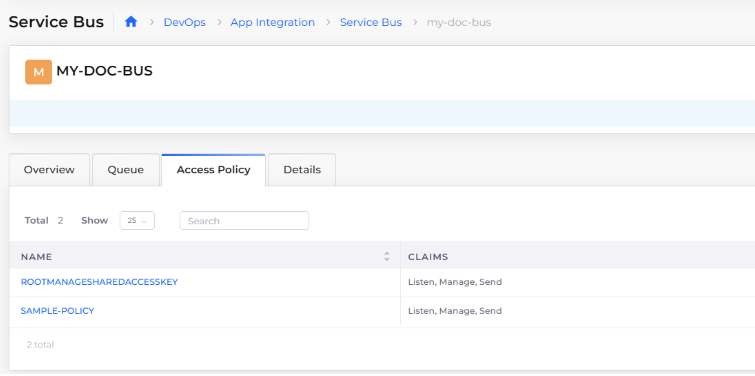 Service Bus DevOps App Integration Service Bus my-doc-bus
M MY-DOC-BUS
Overview Queue Access Policy Details
Total 2 Show 25 Search
NAME CLAIMS
ROOTMANAGESHAREDACCESSKEY Listen, Manage, Send
SAMPLE-POLICY Listen, Manage, Send
2 total